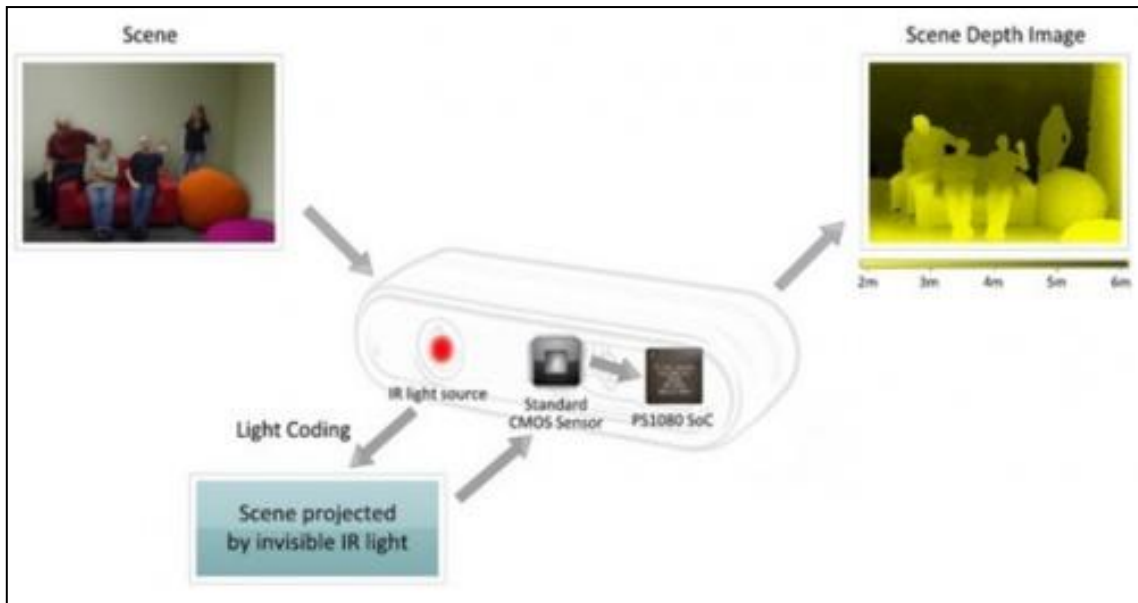 Scene
Scene Depth Image
2m 3m 4m 5m 6m
IR light source
Standard
CMOS Sensor
PS1080 SoC
Light Coding
Scene projected
by invisible IR light